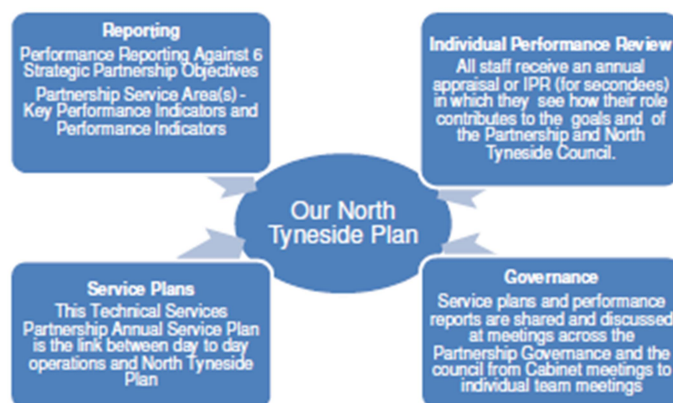 Reporting
Performance Reporting Against 6
Strategic Partnership Objectives
Partnership Service Area(s) -
Key Performance Indicators and
Performance Indicators
Individual Performance Review
All staff receive an annual
appraisal or IPR (for secondees)
in which they see how their role
contributes to the goals and of
the Partnership and North
Tyneside Council.
Our North
Tyneside Plan
Service Plans
This Technical Services
Partnership Annual Service Plan
is the link between day to day
operations and North Tyneside
Plan
Governance
Service plans and performance
reports are shared and discussed
at meetings across the
Partnership Governance and the
council from Cabinet meetings to
individual team meetings